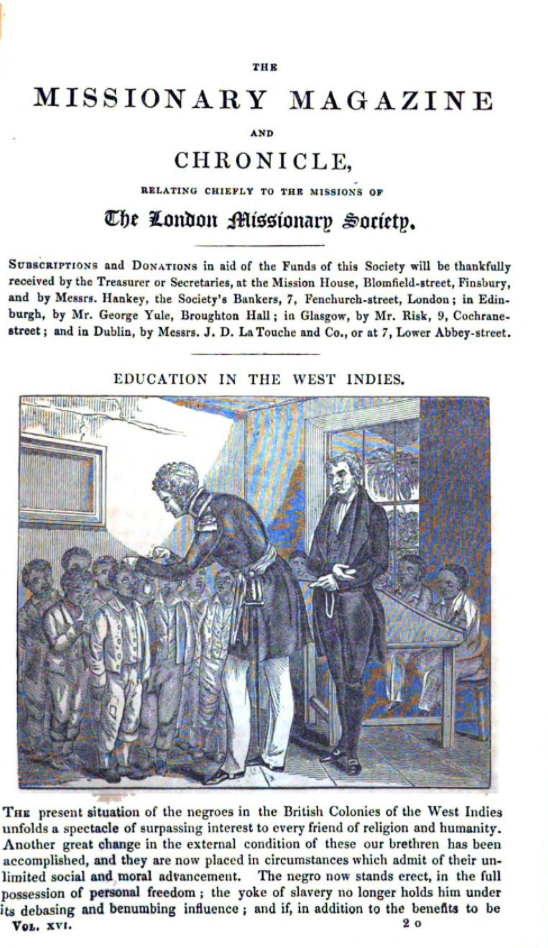 THE
MISSIONARY MAGAZINE
AND
CHRONICLE,
RELATING CHIEFLY TO THE MISSIONS OF
The London Missionary Society.
SUBSCRIPTIONS and DONATIONS in aid of the Funds of this Society will be thankfully
received by the Treasurer or Secretaries, at the Mission House, Blomfield-street, Finsbury,
and by Messrs. Hankey, the Society's Bankers, 7, Fenchurch-street, London; in Edin-
burgh, by Mr. George Yule, Broughton Hall; in Glasgow, by Mr. Risk, 9, Cochrane-
street; and in Dublin, by Messrs. J. D. La Touche and Co., or at 7, Lower Abbey-street.
EDUCATION IN THE WEST INDIES.
THE present situation of the negroes in the British Colonies of the West Indies
unfolds a spectacle of surpassing interest to every friend of religion and humanity.
Another great change in the external condition of these our brethren has been
accomplished, and they are now placed in circumstances which admit of their un-
limited social and moral advancement. The negro now stands erect, in the full
possession of personal freedom; the yoke of slavery no longer holds him under
its debasing and benumbing influence; and if, in addition to the benefits to be
VOL. XVI. 2 O